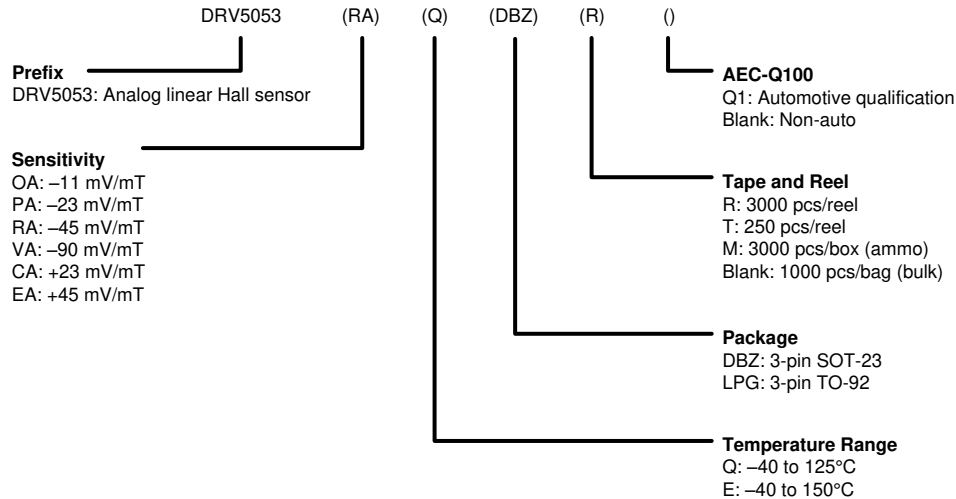 DRV5053 (RA) (Q) (DBZ) (R) ()
Prefix
DRV5053: Analog linear Hall sensor
AEC-Q100
Q1: Automotive qualification
Blank: Non-auto
Sensitivity
OA: –11 mV/mT
PA: –23 mV/mT
RA: –45 mV/mT
VA: –90 mV/mT
CA: +23 mV/mT
EA: +45 mV/mT
Tape and Reel
R: 3000 pcs/reel
T: 250 pcs/reel
M: 3000 pcs/box (ammo)
Blank: 1000 pcs/bag (bulk)
Package
DBZ: 3-pin SOT-23
LPG: 3-pin TO-92
Temperature Range
Q: –40 to 125°C
E: –40 to 150°C